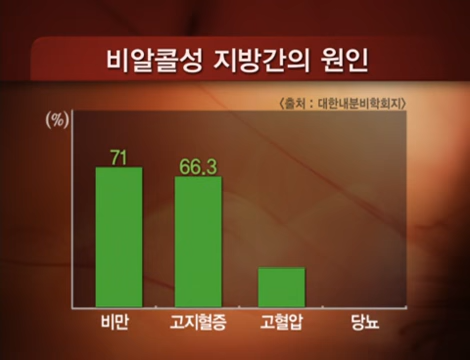 비알콜성 지방간의 원인
〈출처 : 대한내분비학회지〉
(%)
71
66.3
비만 고지혈증 고혈압 당뇨